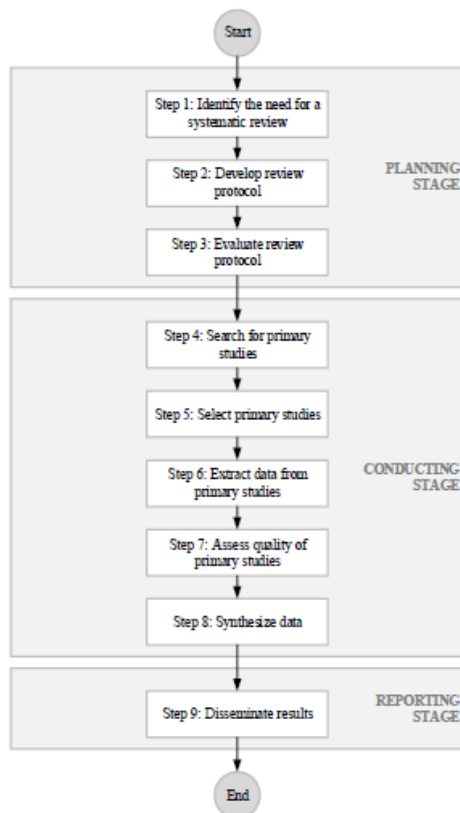 Start
Step 1: Identify the need for a
systematic review
Step 2: Develop review
protocol
PLANNING
STAGE
Step 3: Evaluate review
protocol
Step 4: Search for primary
studies
Step 5: Select primary studies
Step 6: Extract data from
primary studies
CONDUCTING
STAGE
Step 7: Assess quality of
primary studies
Step 8: Synthesize data
REPORTING
STAGE
Step 9: Disseminate results
End